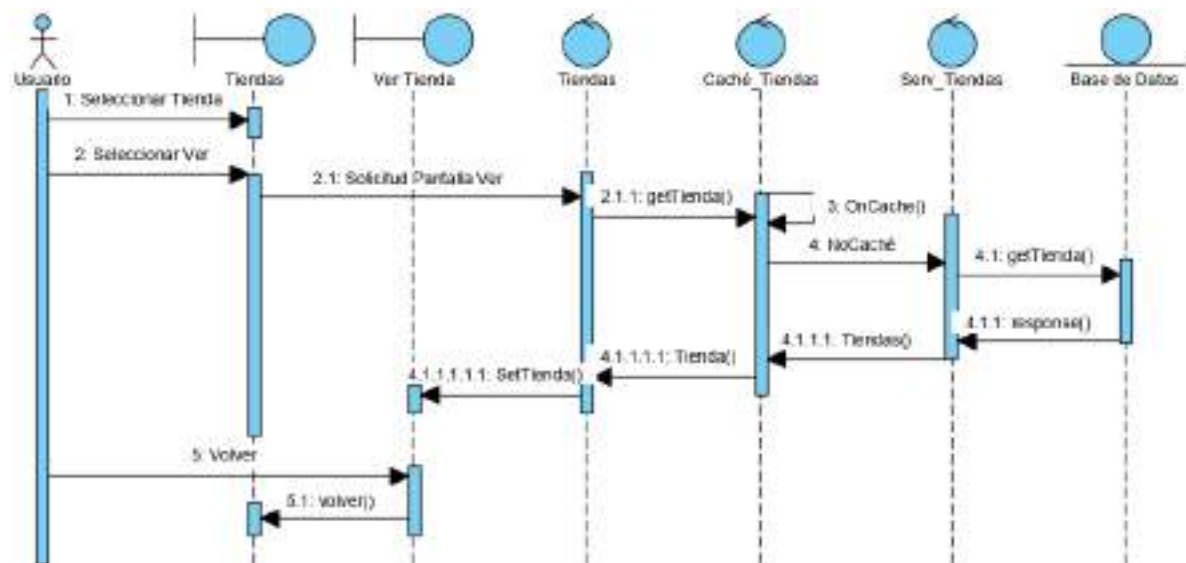 Usuario
Tiendas
Ver Tienda
Tiendas
Caché_Tiendas
Serv_Tiendas
Base de Datos
1: Seleccionar Tienda
2: Seleccionar Ver
2.1: Solicitud Pantalla Ver
2.1.1: getTienda()
3: OnCache()
4: NoCaché
4.1: getTienda()
4.1.1: response()
4.1.1.1: Tiendas()
4.1.1.1.1: Tienda()
4.1.1.1.1.1: SetTienda()
5: Volver
5.1: volver()